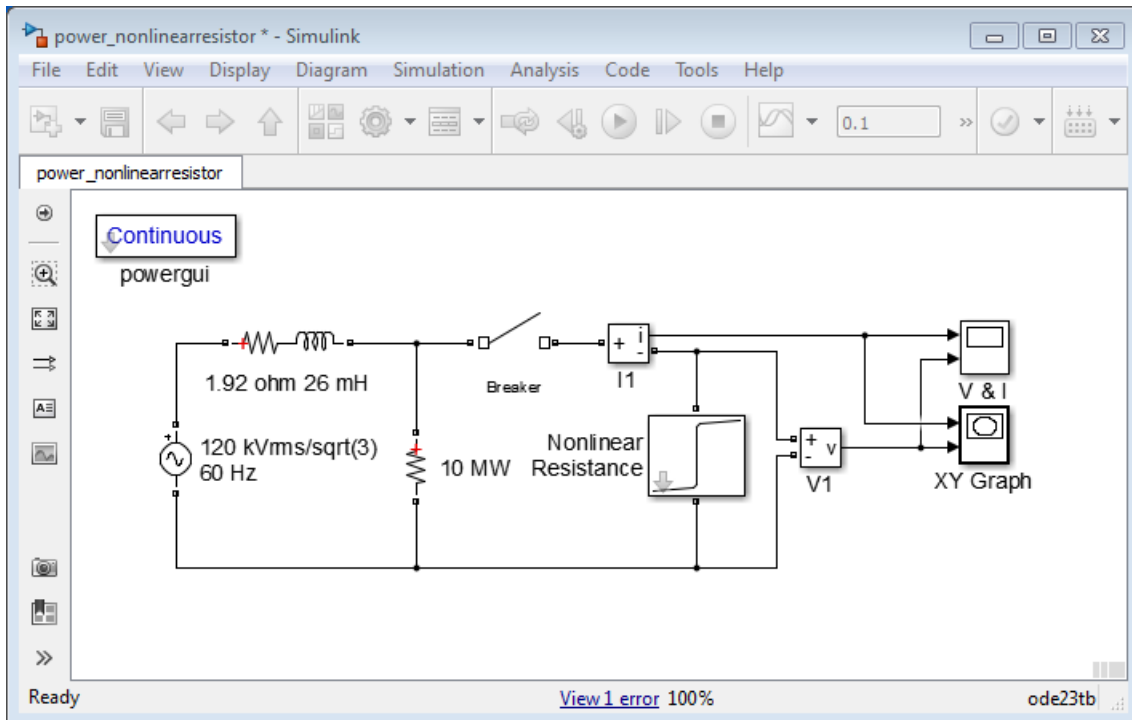 power_nonlinearresistor * - Simulink
File Edit View Display Diagram Simulation Analysis Code Tools Help
0.1
power_nonlinearresistor
Continuous
powergui
1.92 ohm 26 mH
Breaker
+
i
-
I1
V & I
+
120 kVrms/sqrt(3)
60 Hz
10 MW
Nonlinear
Resistance
+
-
v
V1
XY Graph
Ready
View 1 error
100%
ode23tb